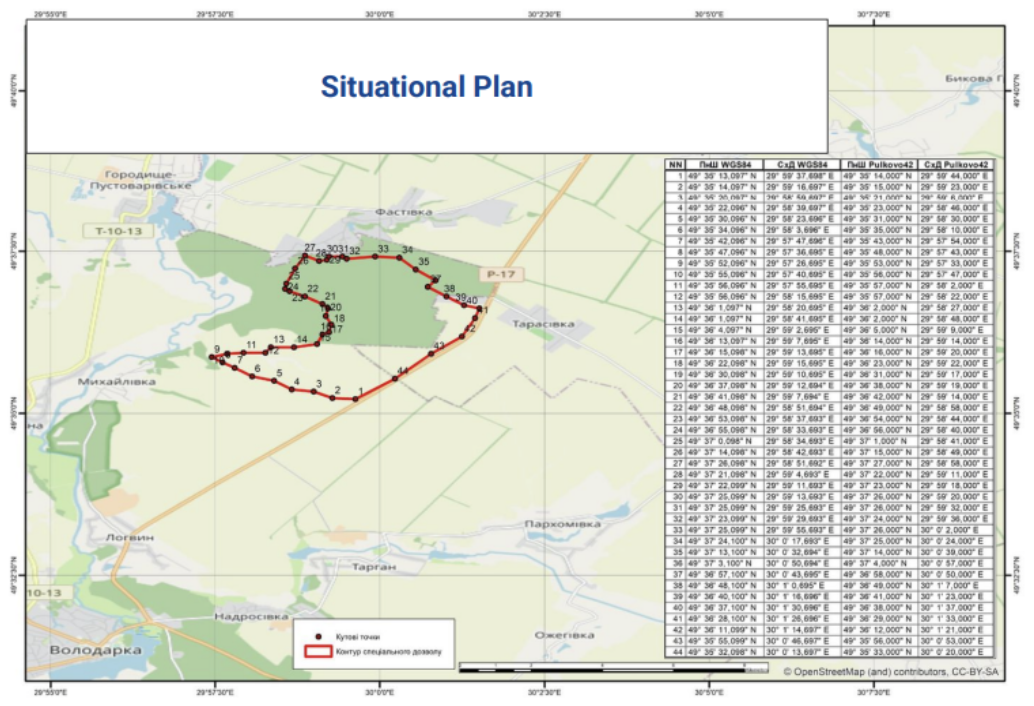 29°55'0"E 29°57'30"E 30°0'0"E 30°2'30"E 30°7'30"E
Situational Plan
49°40'0"N
Бикова Г
Городище-
Пустоварівське
Т-10-13
Фастівка
49°37'30"N
Р-17
Тарасівка
Михайлівка
на
Логвин
Пархомівка
Тарган
49°32'30"N
10-13
Надросівка
Ожегівка
Володарка
27 28 29 30 31 32 33 34
26 35
25
24 23 22 38
21 20 39 40
18 41
17
9 11 12 13 14 42
7 43
6 5 4 3 2 1 44
NN ПнШ WGS84 СхД WGS84 ПнШ Pulkovo42 СхД Pulkovo42
1 49° 35' 13,097" N 29° 59' 37,698" E 49° 35' 14,000" N 29° 59' 44,000" E
2 49° 35' 14,097" N 29° 59' 16,697" E 49° 35' 15,000" N 29° 59' 23,000" E
3 49° 35' 20,097" N 29° 58' 59,697" E 49° 35' 21,000" N 29° 59' 6,000" E
4 49° 35' 22,096" N 29° 58' 39,697" E 49° 35' 23,000" N 29° 58' 46,000" E
5 49° 35' 30,096" N 29° 58' 23,696" E 49° 35' 31,000" N 29° 58' 30,000" E
6 49° 35' 34,096" N 29° 58' 3,696" E 49° 35' 35,000" N 29° 58' 10,000" E
7 49° 35' 42,096" N 29° 57' 47,696" E 49° 35' 43,000" N 29° 57' 54,000" E
8 49° 35' 47,096" N 29° 57' 36,695" E 49° 35' 48,000" N 29° 57' 43,000" E
9 49° 35' 52,096" N 29° 57' 26,695" E 49° 35' 53,000" N 29° 57' 33,000" E
10 49° 35' 55,096" N 29° 57' 40,695" E 49° 35' 56,000" N 29° 57' 47,000" E
11 49° 35' 56,096" N 29° 57' 55,695" E 49° 35' 57,000" N 29° 58' 2,000" E
12 49° 35' 56,096" N 29° 58' 15,695" E 49° 35' 57,000" N 29° 58' 22,000" E
13 49° 36' 1,097" N 29° 58' 20,695" E 49° 36' 2,000" N 29° 58' 27,000" E
14 49° 36' 1,097" N 29° 58' 41,695" E 49° 36' 2,000" N 29° 58' 48,000" E
15 49° 36' 4,097" N 29° 59' 2,695" E 49° 36' 5,000" N 29° 59' 9,000" E
16 49° 36' 13,097" N 29° 59' 7,695" E 49° 36' 14,000" N 29° 59' 14,000" E
17 49° 36' 15,098" N 29° 59' 13,695" E 49° 36' 16,000" N 29° 59' 20,000" E
18 49° 36' 22,098" N 29° 59' 15,695" E 49° 36' 23,000" N 29° 59' 22,000" E
19 49° 36' 30,098" N 29° 59' 10,695" E 49° 36' 31,000" N 29° 59' 17,000" E
20 49° 36' 37,098" N 29° 59' 12,694" E 49° 36' 38,000" N 29° 59' 19,000" E
21 49° 36' 41,098" N 29° 59' 7,694" E 49° 36' 42,000" N 29° 59' 14,000" E
22 49° 36' 48,098" N 29° 58' 51,694" E 49° 36' 49,000" N 29° 58' 58,000" E
23 49° 36' 53,098" N 29° 58' 37,693" E 49° 36' 54,000" N 29° 58' 44,000" E
24 49° 36' 55,098" N 29° 58' 33,693" E 49° 36' 56,000" N 29° 58' 40,000" E
25 49° 37' 0,098" N 29° 58' 34,693" E 49° 37' 1,000" N 29° 58' 41,000" E
26 49° 37' 14,098" N 29° 58' 42,693" E 49° 37' 15,000" N 29° 58' 49,000" E
27 49° 37' 26,098" N 29° 58' 51,692" E 49° 37' 27,000" N 29° 58' 58,000" E
28 49° 37' 21,098" N 29° 59' 4,693" E 49° 37' 22,000" N 29° 59' 11,000" E
29 49° 37' 22,099" N 29° 59' 11,693" E 49° 37' 23,000" N 29° 59' 18,000" E
30 49° 37' 25,099" N 29° 59' 13,693" E 49° 37' 26,000" N 29° 59' 20,000" E
31 49° 37' 25,099" N 29° 59' 25,693" E 49° 37' 26,000" N 29° 59' 32,000" E
32 49° 37' 23,099" N 29° 59' 29,693" E 49° 37' 24,000" N 29° 59' 36,000" E
33 49° 37' 25,099" N 29° 59' 55,693" E 49° 37' 26,000" N 30° 0' 2,000" E
34 49° 37' 24,100" N 30° 0' 17,693" E 49° 37' 25,000" N 30° 0' 24,000" E
35 49° 37' 13,100" N 30° 0' 32,694" E 49° 37' 14,000" N 30° 0' 39,000" E
36 49° 37' 3,100" N 30° 0' 50,694" E 49° 37' 4,000" N 30° 0' 57,000" E
37 49° 36' 57,100" N 30° 0' 43,695" E 49° 36' 58,000" N 30° 0' 50,000" E
38 49° 36' 48,100" N 30° 1' 0,695" E 49° 36' 49,000" N 30° 1' 7,000" E
39 49° 36' 40,100" N 30° 1' 16,696" E 49° 36' 41,000" N 30° 1' 23,000" E
40 49° 36' 37,100" N 30° 1' 30,696" E 49° 36' 38,000" N 30° 1' 37,000" E
41 49° 36' 28,100" N 30° 1' 26,696" E 49° 36' 29,000" N 30° 1' 33,000" E
42 49° 36' 11,099" N 30° 1' 14,697" E 49° 36' 12,000" N 30° 1' 21,000" E
43 49° 35' 55,099" N 30° 0' 46,697" E 49° 35' 56,000" N 30° 0' 53,000" E
44 49° 35' 32,098" N 30° 0' 13,697" E 49° 35' 33,000" N 30° 0' 20,000" E
Кутові точки
Контур спеціального дозволу
© OpenStreetMap (and) contributors, CC-BY-SA
29°55'0"E 29°57'30"E 30°0'0"E 30°2'30"E 30°5'0"E 30°7'30"E